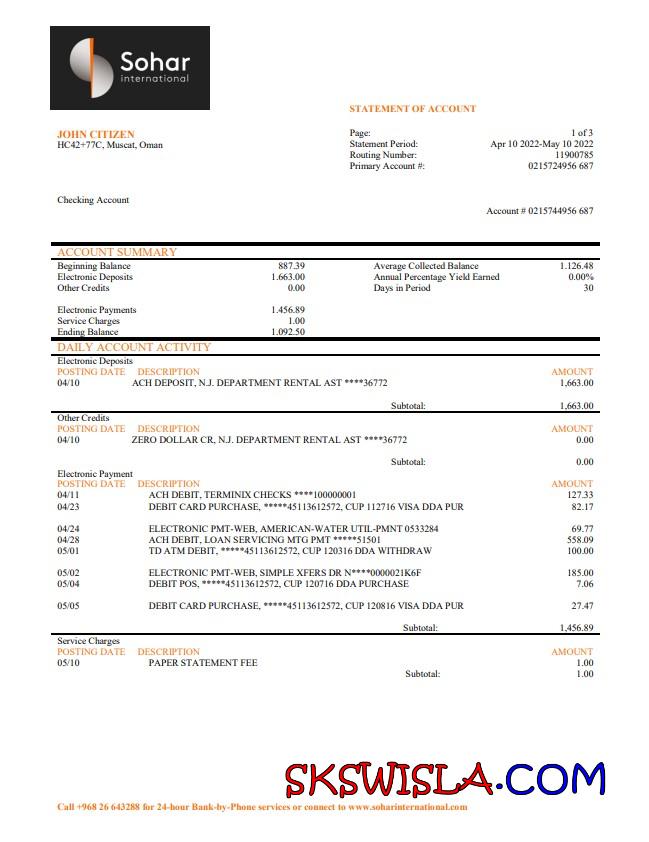 Sohar
international
STATEMENT OF ACCOUNT
JOHN CITIZEN
HC42+77C, Muscat, Oman
Page: 1 of 3
Statement Period: Apr 10 2022-May 10 2022
Routing Number: 11900785
Primary Account #: 0215724956 687
Checking Account
Account # 0215744956 687
ACCOUNT SUMMARY
Beginning Balance 887.39 Average Collected Balance 1.126.48
Electronic Deposits 1.663.00 Annual Percentage Yield Earned 0.00%
Other Credits 0.00 Days in Period 30
Electronic Payments 1.456.89
Service Charges 1.00
Ending Balance 1.092.50
DAILY ACCOUNT ACTIVITY
Electronic Deposits
POSTING DATE DESCRIPTION AMOUNT
04/10 ACH DEPOSIT, N.J. DEPARTMENT RENTAL AST ****36772 1,663.00
Subtotal: 1,663.00
Other Credits
POSTING DATE DESCRIPTION AMOUNT
04/10 ZERO DOLLAR CR, N.J. DEPARTMENT RENTAL AST ****36772 0.00
Subtotal: 0.00
Electronic Payment
POSTING DATE DESCRIPTION AMOUNT
04/11 ACH DEBIT, TERMINIX CHECKS ****100000001 127.33
04/23 DEBIT CARD PURCHASE, *****45113612572, CUP 112716 VISA DDA PUR 82.17
04/24 ELECTRONIC PMT-WEB, AMERICAN-WATER UTIL-PMNT 0533284 69.77
04/28 ACH DEBIT, LOAN SERVICING MTG PMT *****51501 558.09
05/01 TD ATM DEBIT, *****45113612572, CUP 120316 DDA WITHDRAW 100.00
05/02 ELECTRONIC PMT-WEB, SIMPLE XFERS DR N****0000021K6F 185.00
05/04 DEBIT POS, *****45113612572, CUP 120716 DDA PURCHASE 7.06
05/05 DEBIT CARD PURCHASE, *****45113612572, CUP 120816 VISA DDA PUR 27.47
Subtotal: 1,456.89
Service Charges
POSTING DATE DESCRIPTION AMOUNT
05/10 PAPER STATEMENT FEE 1.00
Subtotal: 1.00
SKSWISLA.COM
Call +968 26 643288 for 24-hour Bank-by-Phone services or connect to www.soharinternational.com